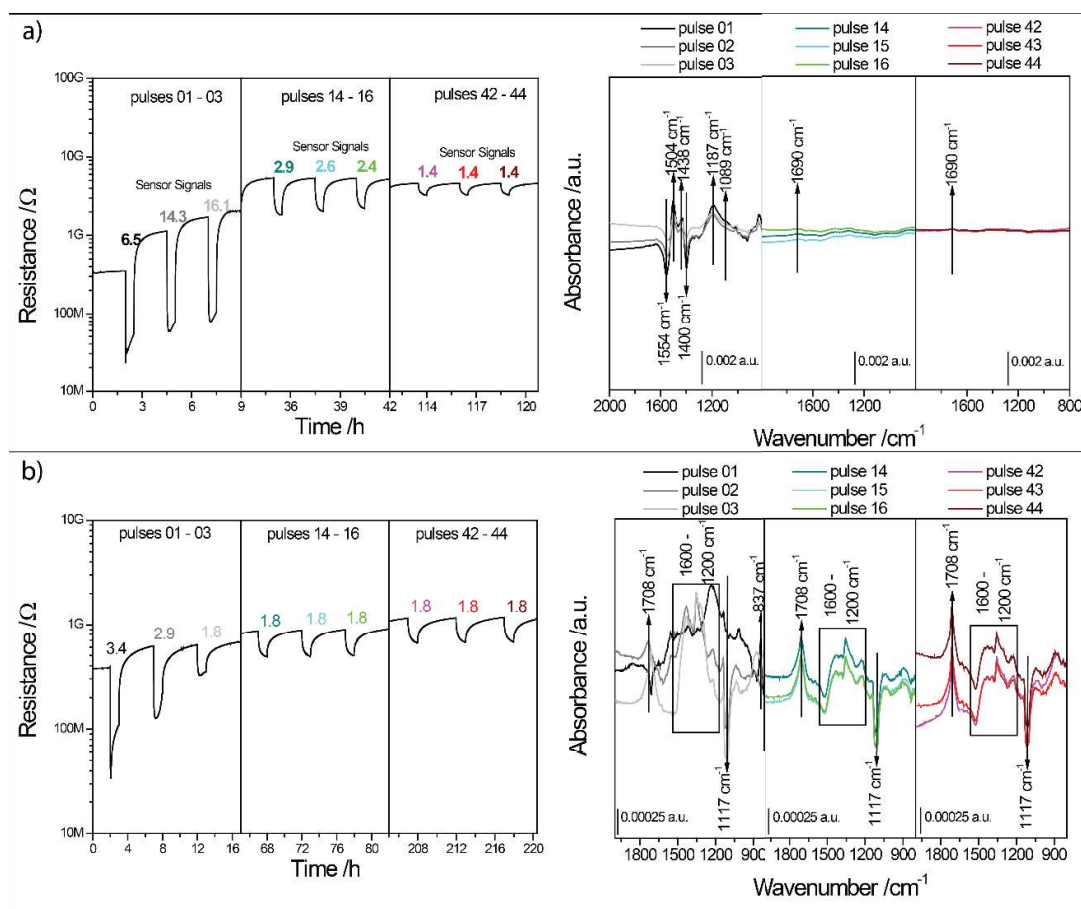 a)
pulse 01
pulse 02
pulse 03
pulse 14
pulse 15
pulse 16
pulse 42
pulse 43
pulse 44
Resistance /Ω
100G
10G
1G
100M
10M
pulses 01 - 03
pulses 14 - 16
pulses 42 - 44
Sensor Signals
6.5
14.3
16.1
Sensor Signals
2.9
2.6
2.4
Sensor Signals
1.4
1.4
1.4
0 3 6 9 36 39 42 114 117 120
Time /h
Absorbance /a.u.
1504 cm⁻¹
1438 cm⁻¹
1187 cm⁻¹
1089 cm⁻¹
1554 cm⁻¹
1400 cm⁻¹
1690 cm⁻¹
1690 cm⁻¹
0.002 a.u.
0.002 a.u.
0.002 a.u.
2000 1600 1200 1600 1200 1600 1200 800
Wavenumber /cm⁻¹
b)
pulse 01
pulse 02
pulse 03
pulse 14
pulse 15
pulse 16
pulse 42
pulse 43
pulse 44
Resistance /Ω
10G
1G
100M
10M
pulses 01 - 03
pulses 14 - 16
pulses 42 - 44
3.4
2.9
1.8
1.8
1.8
1.8
1.8
1.8
1.8
0 4 8 12 16 68 72 76 80 208 212 216 220
Time /h
Absorbance /a.u.
1708 cm⁻¹
1600 -
1200 cm⁻¹
837 cm⁻¹
1117 cm⁻¹
1708 cm⁻¹
1600 -
1200 cm⁻¹
1117 cm⁻¹
1708 cm⁻¹
1600 -
1200 cm⁻¹
1117 cm⁻¹
0.00025 a.u.
0.00025 a.u.
0.00025 a.u.
1800 1500 1200 900 1800 1500 1200 900 1800 1500 1200 900
Wavenumber /cm⁻¹